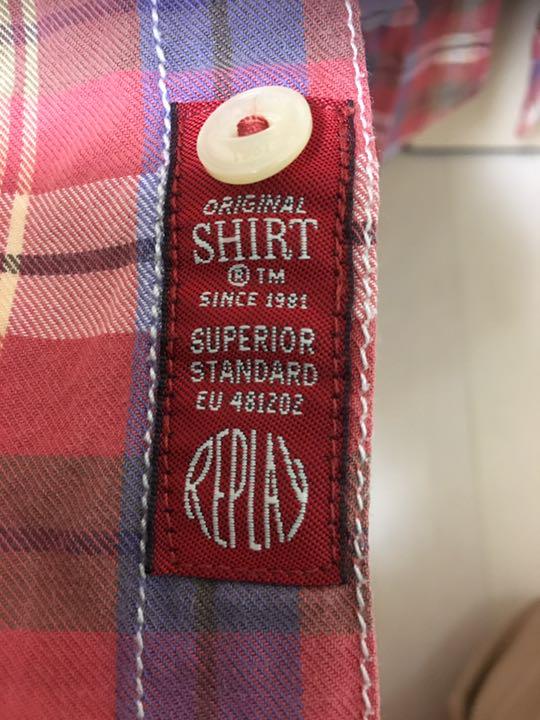 ORIGINAL
SHIRT
® TM
SINCE 1981
SUPERIOR
STANDARD
EU 481202
REPLAY